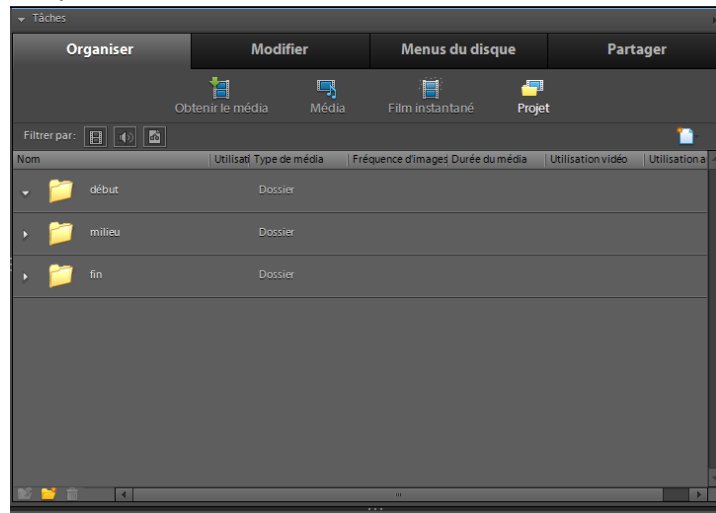 Tâches
Organiser Modifier Menus du disque Partager
Obtenir le média Média Film instantané Projet
Filtrer par:
Nom Utilisati Type de média Fréquence d'images Durée du média Utilisation vidéo Utilisation a
début Dossier
milieu Dossier
fin Dossier